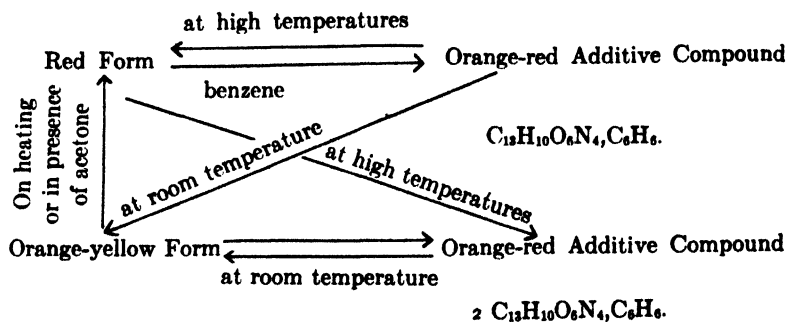 at high temperatures
Red Form
Orange-red Additive Compound
benzene
On heating
or in presence
of acetone
C₁₃H₁₀O₆N₄,C₆H₆.
at room temperature
at high temperatures
Orange-yellow Form
Orange-red Additive Compound
at room temperature
2 C₁₃H₁₀O₆N₄,C₆H₆.